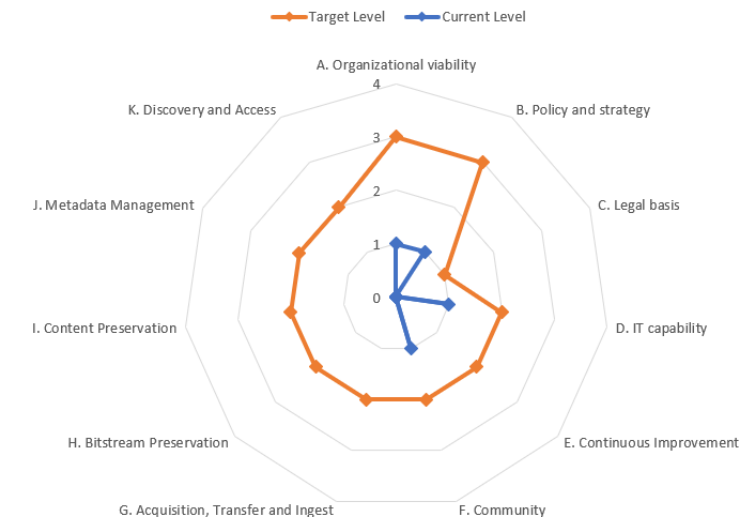 Target Level
Current Level
A. Organizational viability
4
K. Discovery and Access
B. Policy and strategy
3
2
J. Metadata Management
C. Legal basis
1
0
I. Content Preservation
D. IT capability
H. Bitstream Preservation
E. Continuous Improvement
G. Acquisition, Transfer and Ingest
F. Community